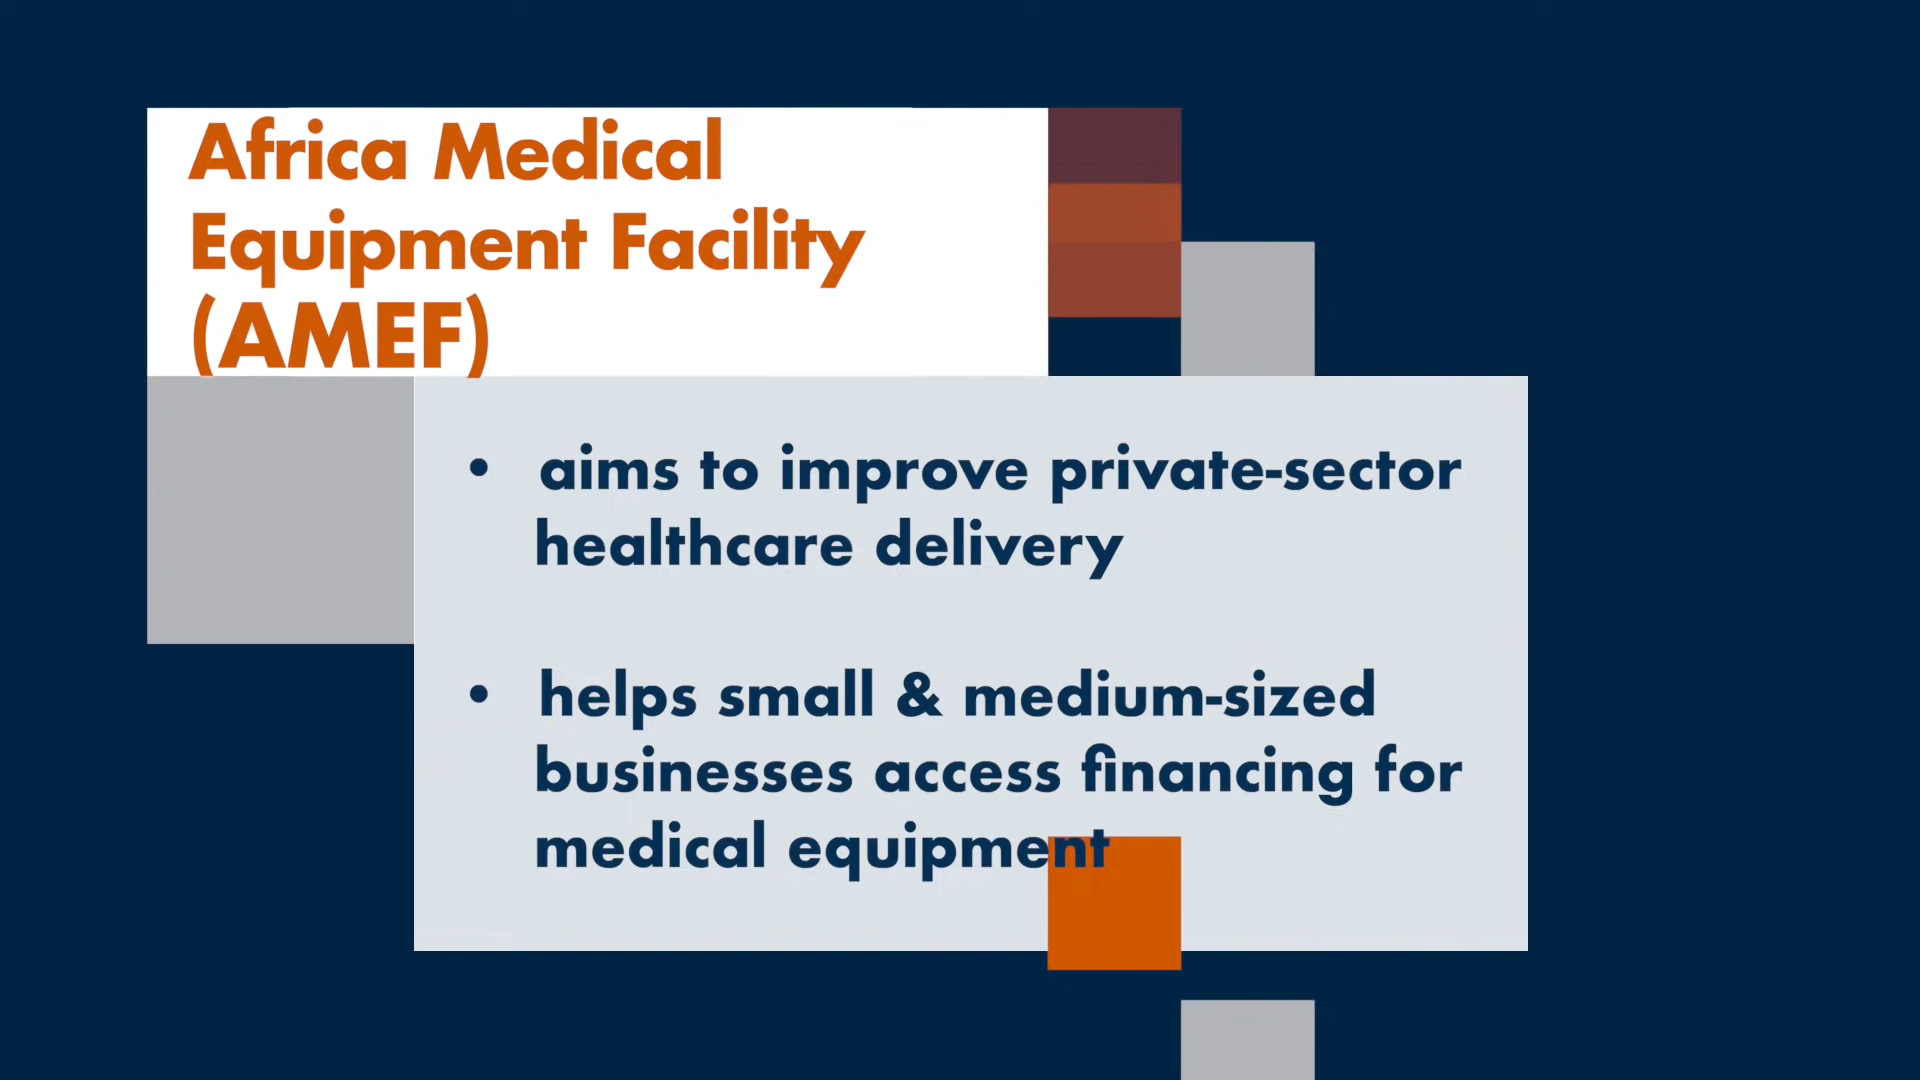 Africa Medical
Equipment Facility
(AMEF)
• aims to improve private-sector
healthcare delivery
• helps small & medium-sized
businesses access financing for
medical equipment